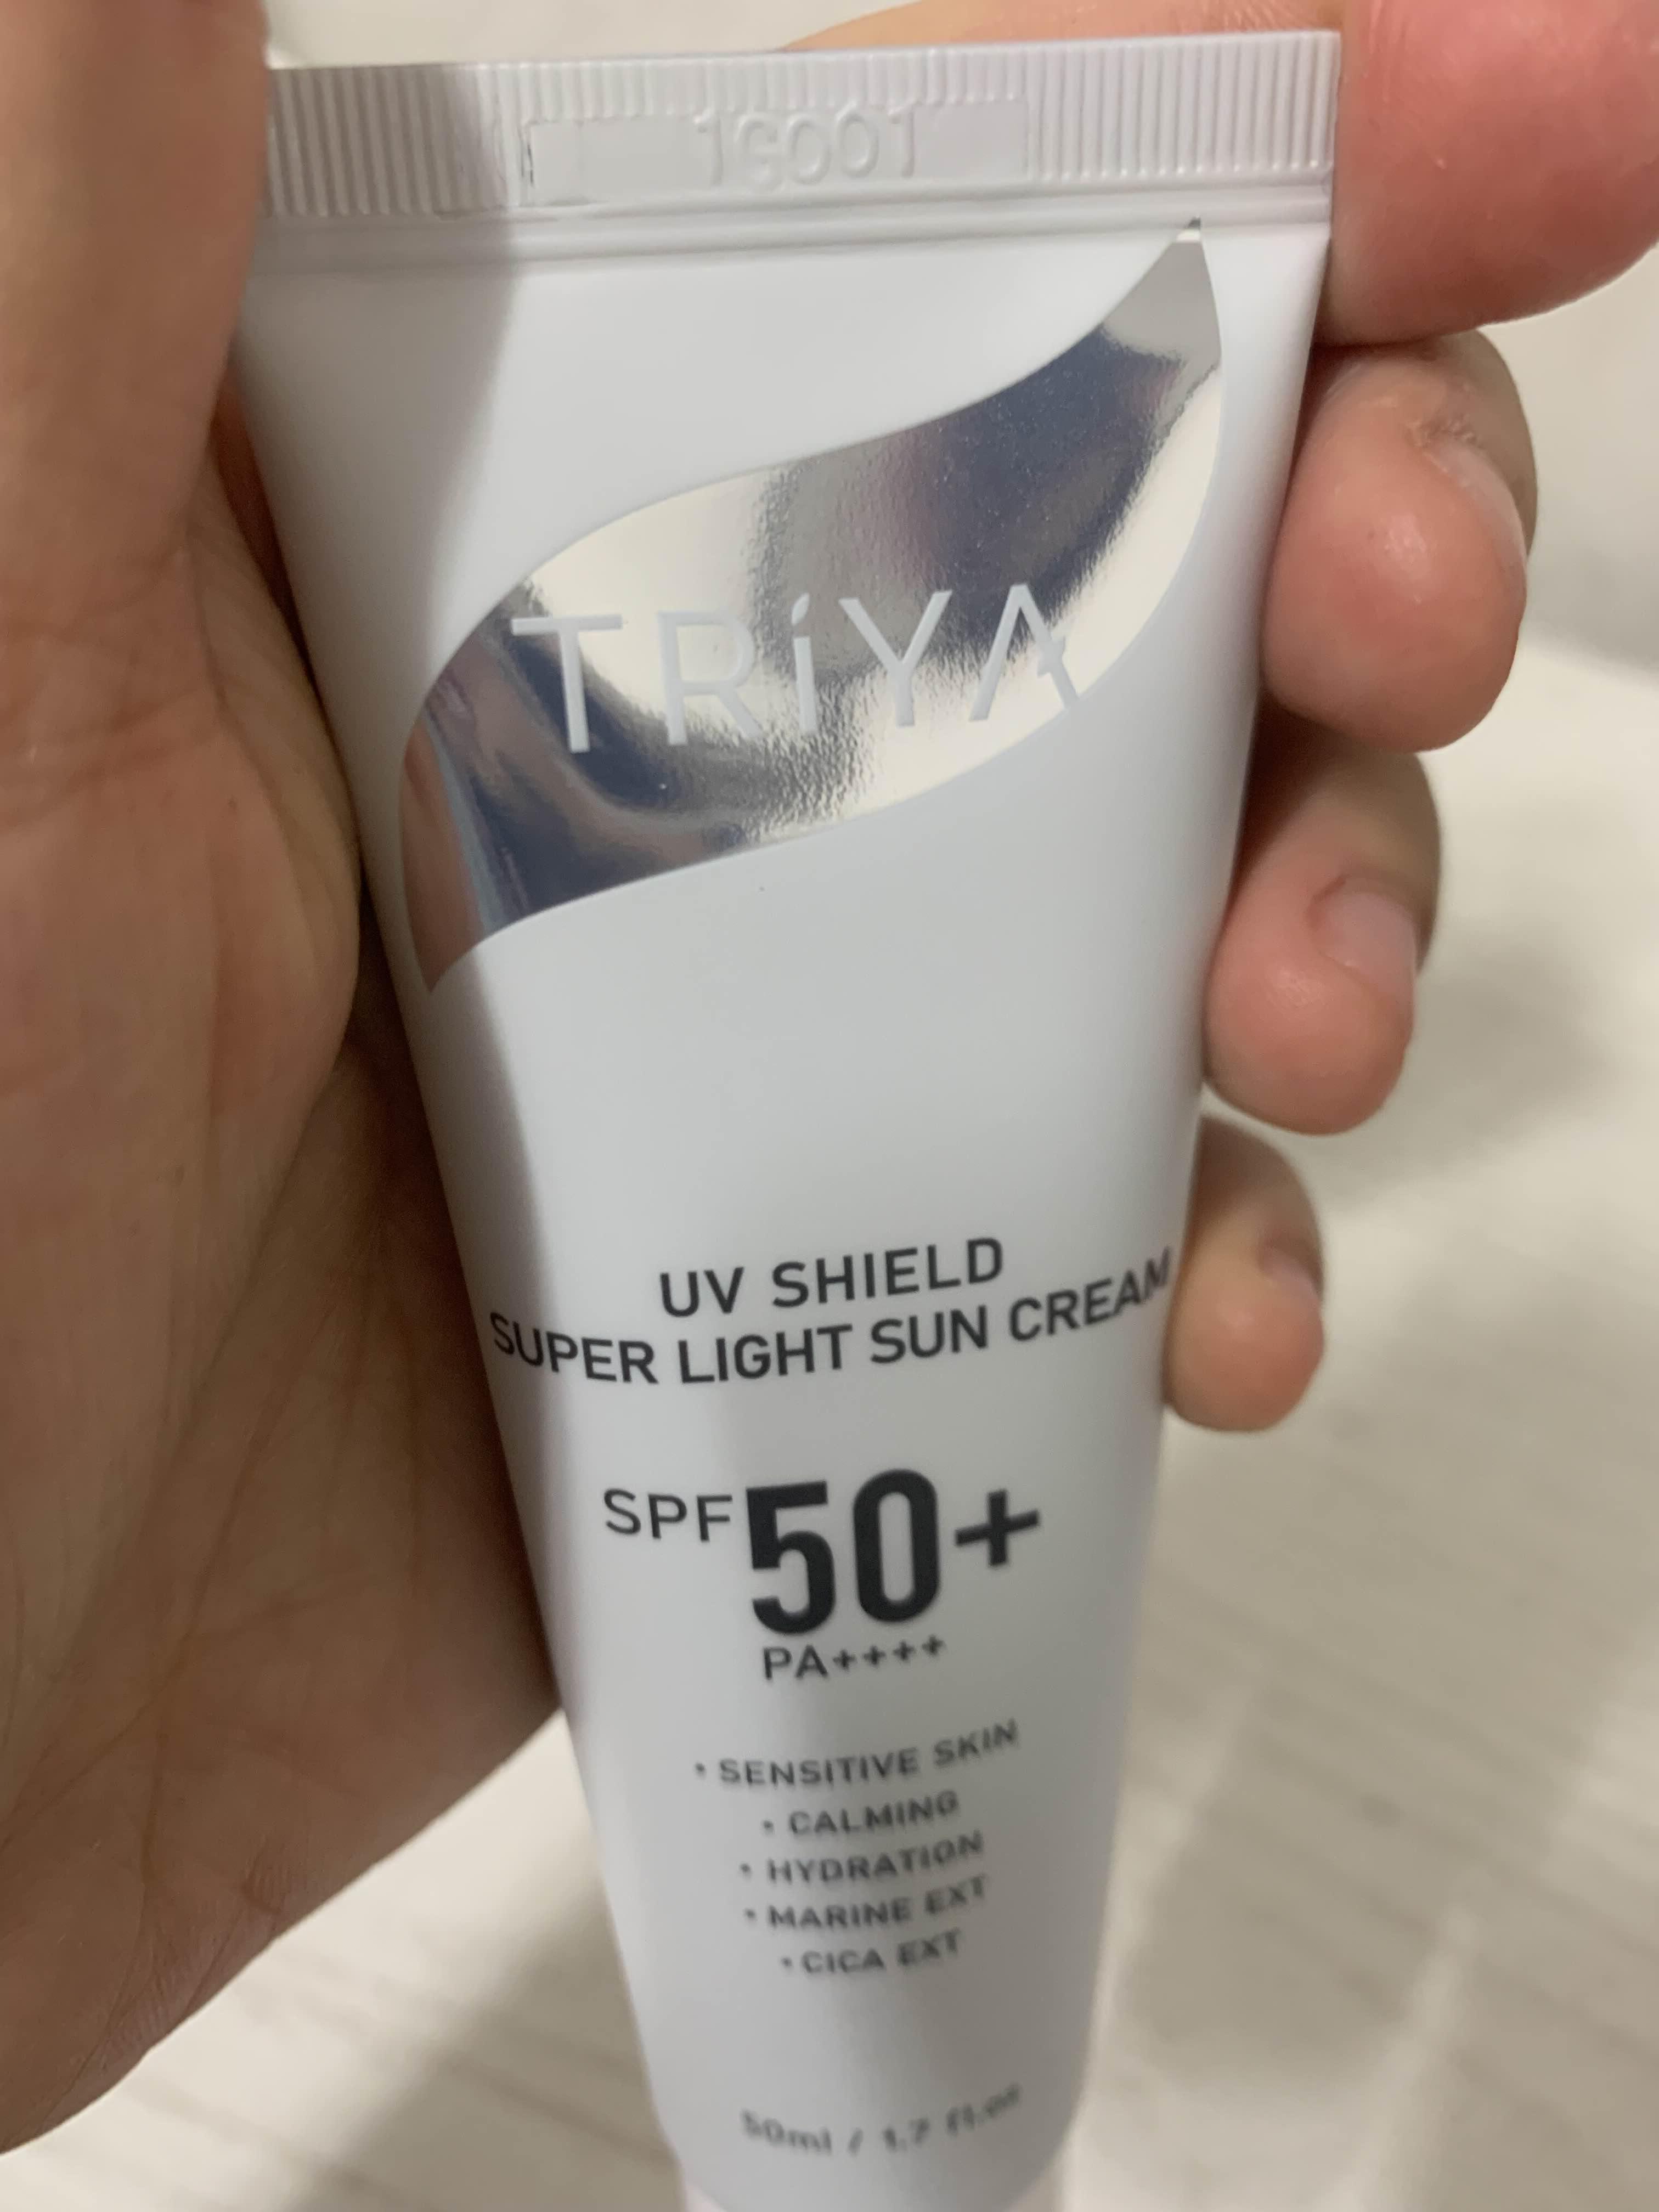 1G001
TRiYA
UV SHIELD
SUPER LIGHT SUN CREAM
SPF 50+
PA++++
• SENSITIVE SKIN
• CALMING
• HYDRATION
• MARINE EXT
• CICA EXT
50ml / 1.7 fl.oz